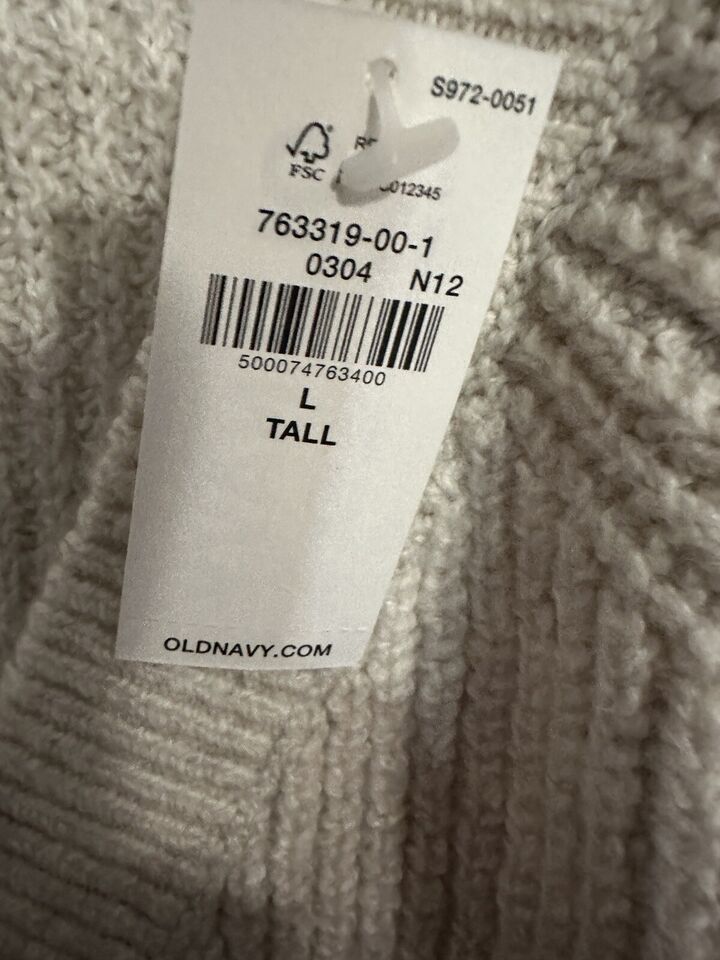 S972-0051
FSC
763319-00-1
0304 N12
500074763400
L
TALL
OLDNAVY.COM